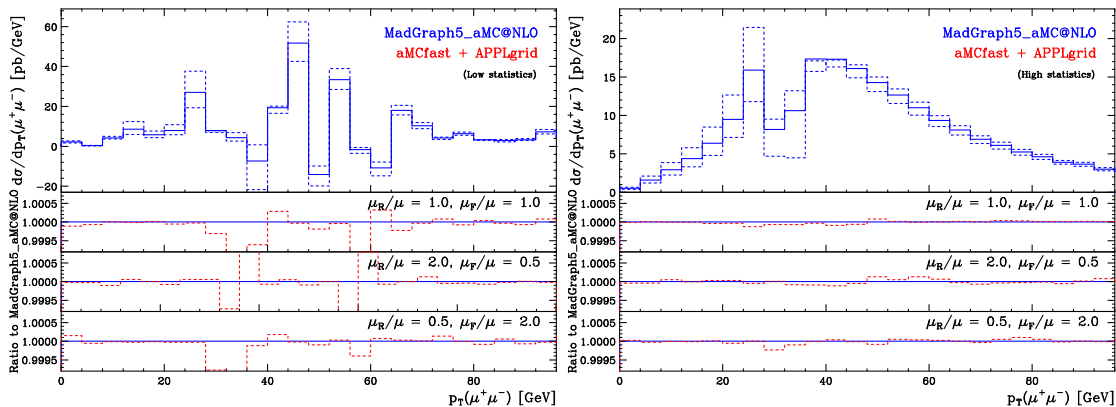 dσ/dp_T(μ⁺μ⁻) [pb/GeV]
60
40
20
0
-20
MadGraph5_aMC@NLO
aMCfast + APPLgrid
(Low statistics)
Ratio to MadGraph5_aMC@NLO
1.0005
1.0000
0.9995
μ_R/μ = 1.0, μ_F/μ = 1.0
1.0005
1.0000
0.9995
μ_R/μ = 2.0, μ_F/μ = 0.5
1.0005
1.0000
0.9995
μ_R/μ = 0.5, μ_F/μ = 2.0
0 20 40 60 80
p_T(μ⁺μ⁻) [GeV]
dσ/dp_T(μ⁺μ⁻) [pb/GeV]
20
15
10
5
0
MadGraph5_aMC@NLO
aMCfast + APPLgrid
(High statistics)
Ratio to MadGraph5_aMC@NLO
1.0005
1.0000
0.9995
μ_R/μ = 1.0, μ_F/μ = 1.0
1.0005
1.0000
0.9995
μ_R/μ = 2.0, μ_F/μ = 0.5
1.0005
1.0000
0.9995
μ_R/μ = 0.5, μ_F/μ = 2.0
0 20 40 60 80
p_T(μ⁺μ⁻) [GeV]